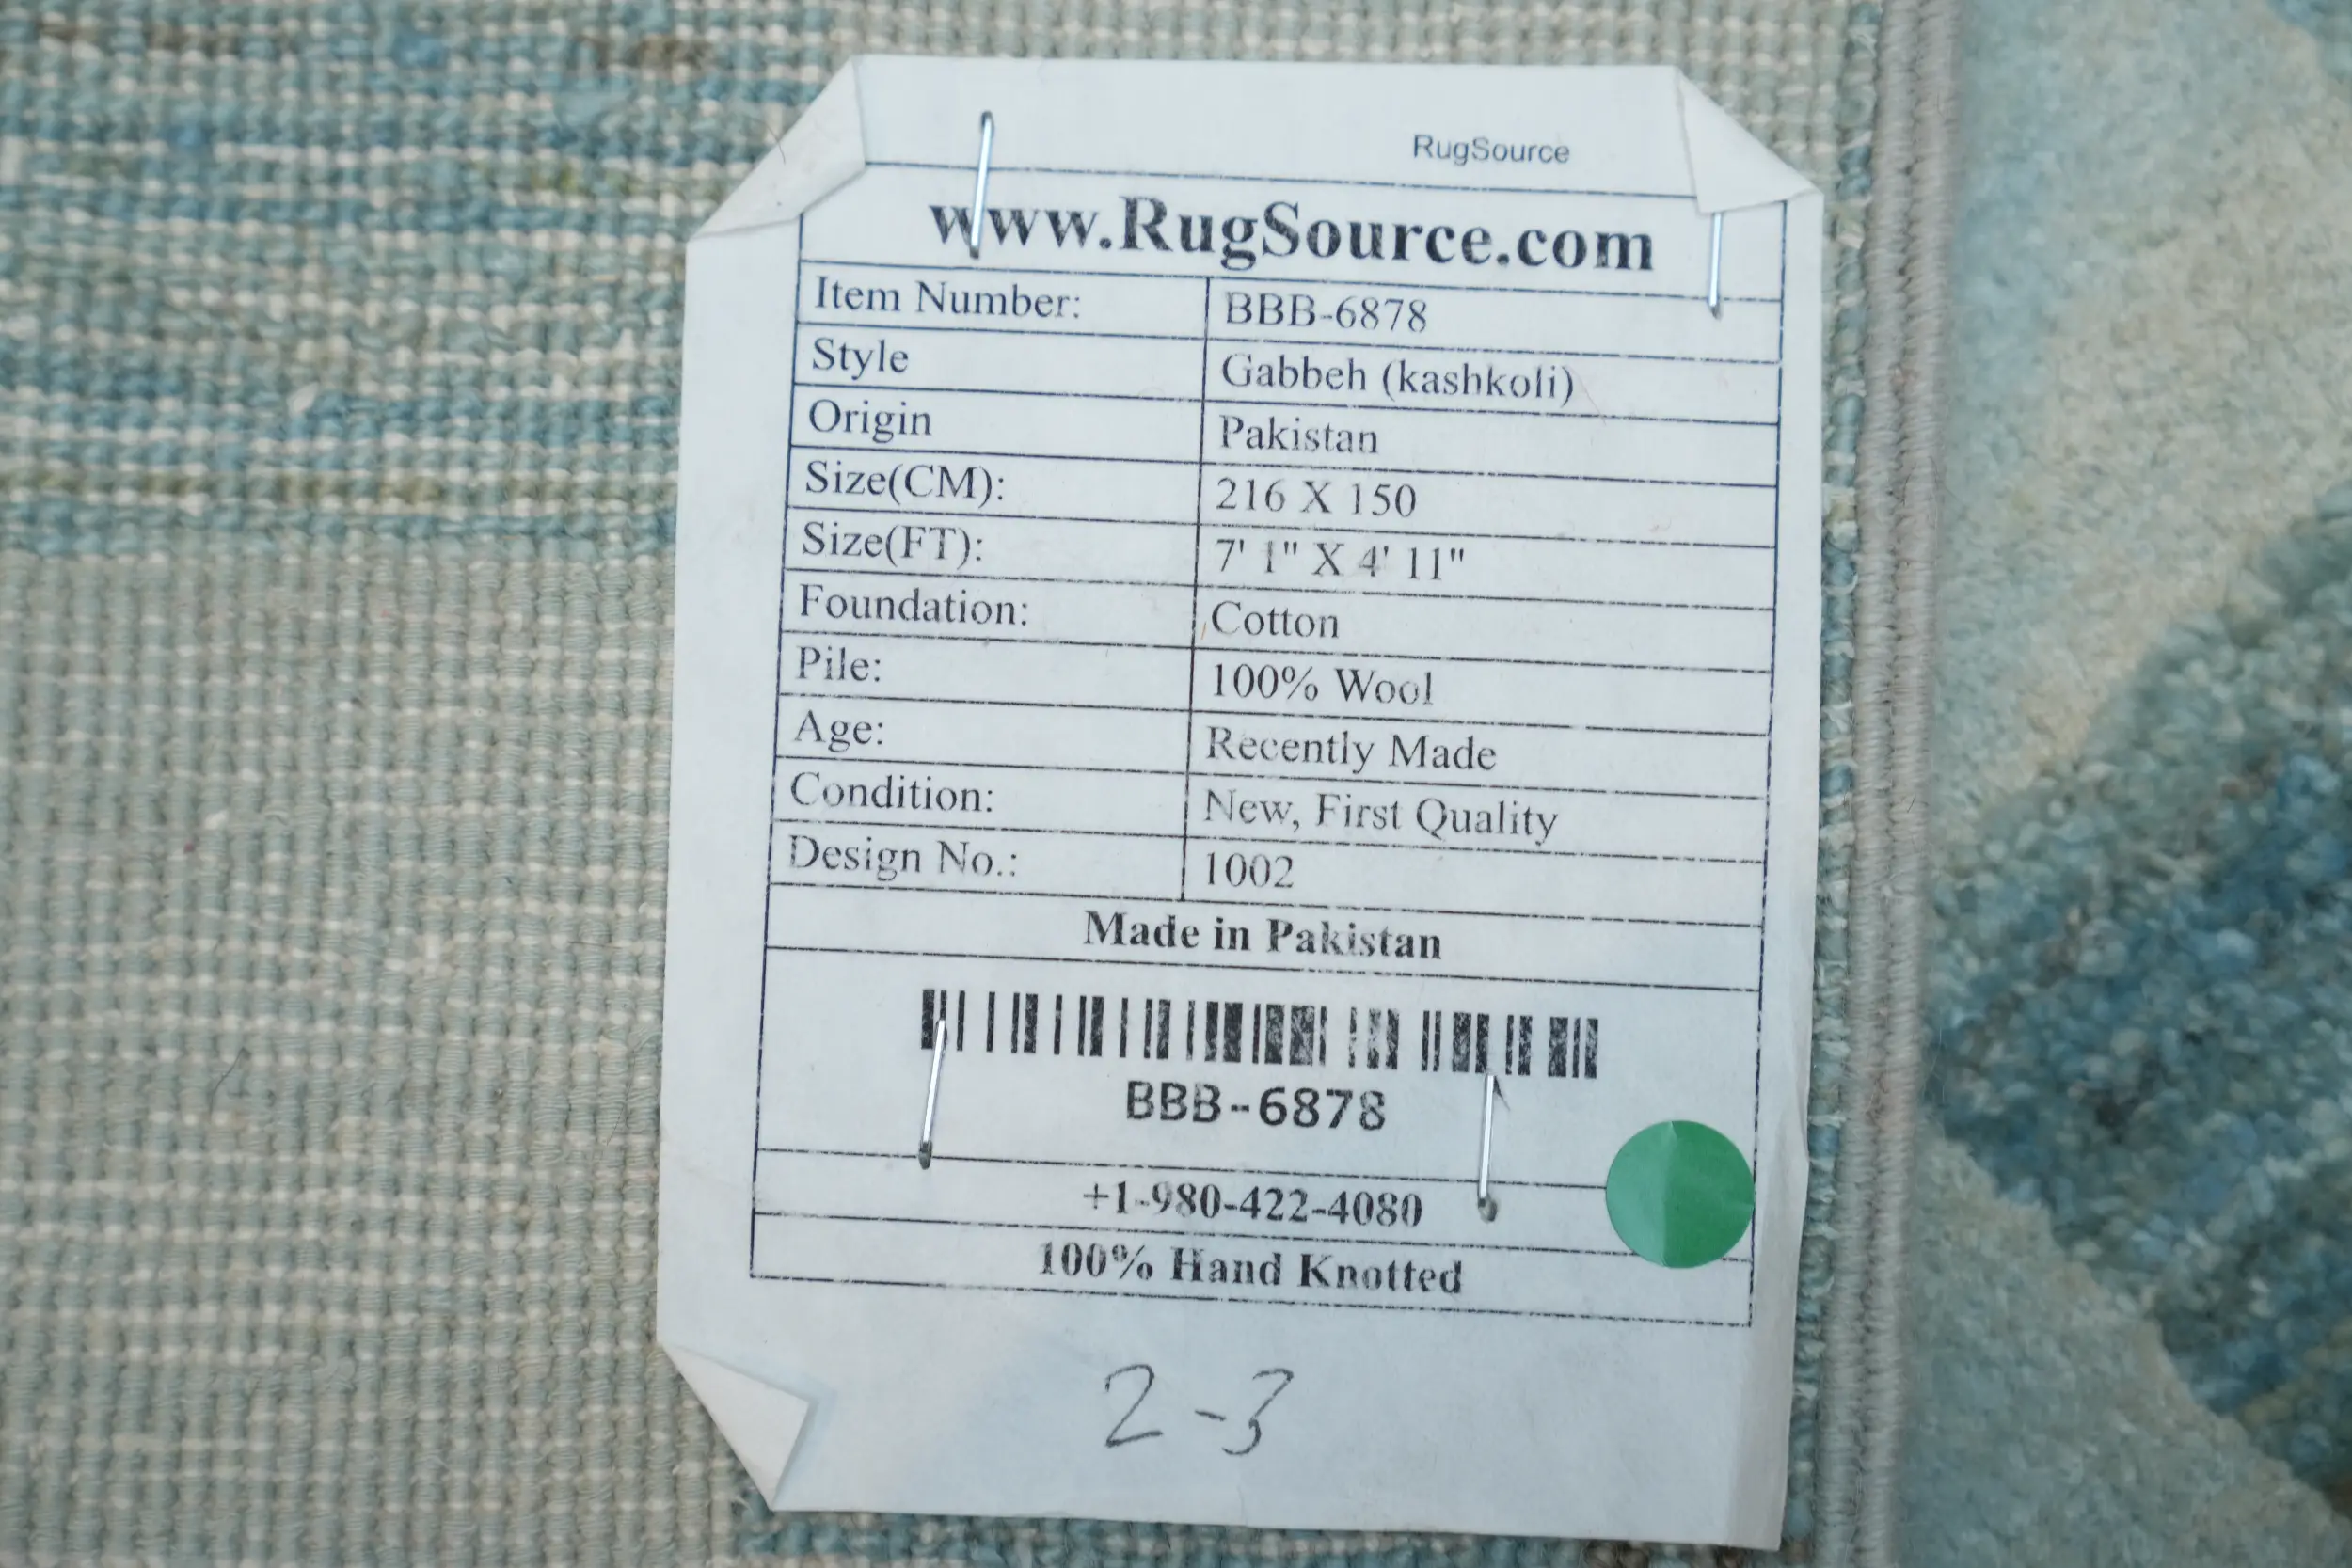 RugSource
www.RugSource.com
Item Number: BBB-6878
Style Gabbeh (kashkoli)
Origin Pakistan
Size(CM): 216 X 150
Size(FT): 7' 1" X 4' 11"
Foundation: Cotton
Pile: 100% Wool
Age: Recently Made
Condition: New, First Quality
Design No.: 1002
Made in Pakistan
BBB-6878
+1-980-422-4080
100% Hand Knotted
2-3